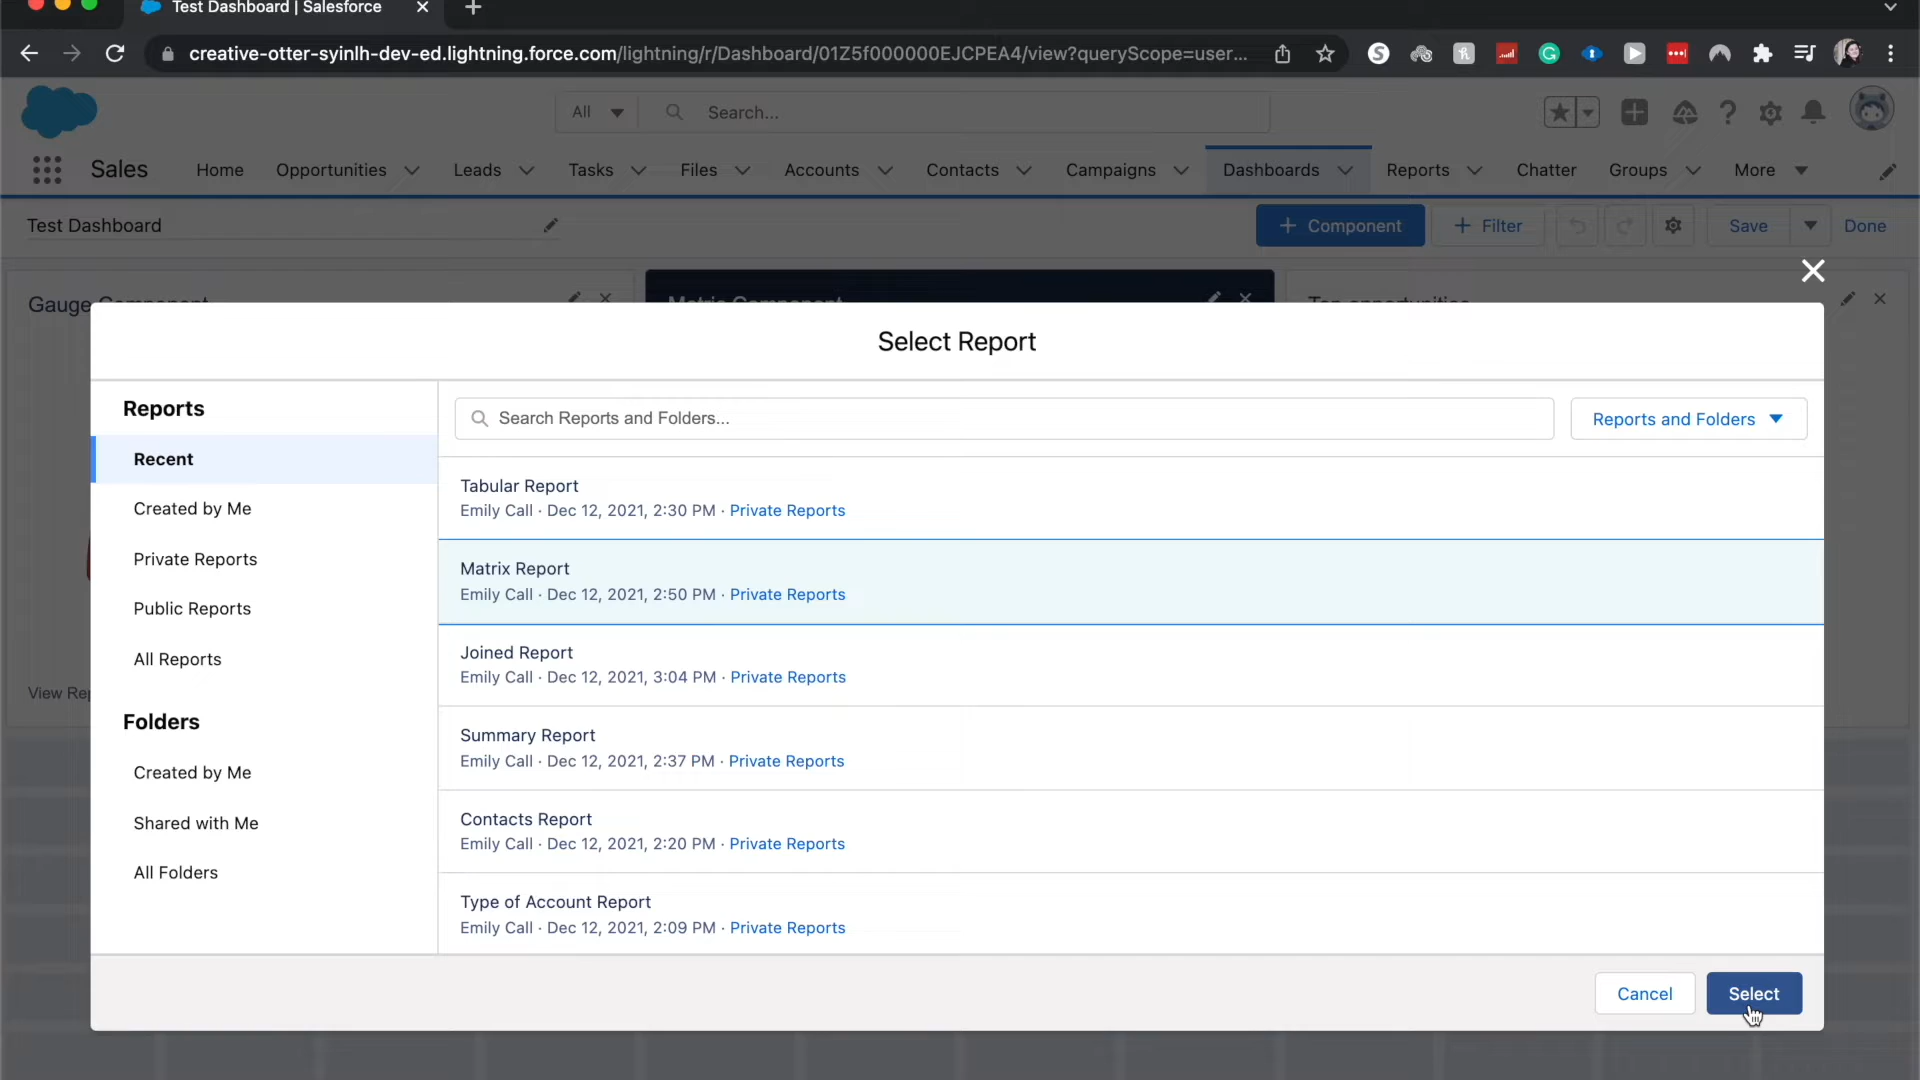 Test Dashboard | Salesforce
creative-otter-syinlh-dev-ed.lightning.force.com/lightning/r/Dashboard/01Z5f000000EJCPEA4/view?queryScope=user...
All
Search...
Sales
Home
Opportunities
Leads
Tasks
Files
Accounts
Contacts
Campaigns
Dashboards
Reports
Chatter
Groups
More
Test Dashboard
+ Component
+ Filter
Save
Done
Gauge Component
Metric Component
Top opportunities
Select Report
Reports
Recent
Created by Me
Private Reports
Public Reports
All Reports
Folders
Created by Me
Shared with Me
All Folders
Search Reports and Folders...
Reports and Folders
Tabular Report
Emily Call · Dec 12, 2021, 2:30 PM · Private Reports
Matrix Report
Emily Call · Dec 12, 2021, 2:50 PM · Private Reports
Joined Report
Emily Call · Dec 12, 2021, 3:04 PM · Private Reports
Summary Report
Emily Call · Dec 12, 2021, 2:37 PM · Private Reports
Contacts Report
Emily Call · Dec 12, 2021, 2:20 PM · Private Reports
Type of Account Report
Emily Call · Dec 12, 2021, 2:09 PM · Private Reports
View Rep
Cancel
Select